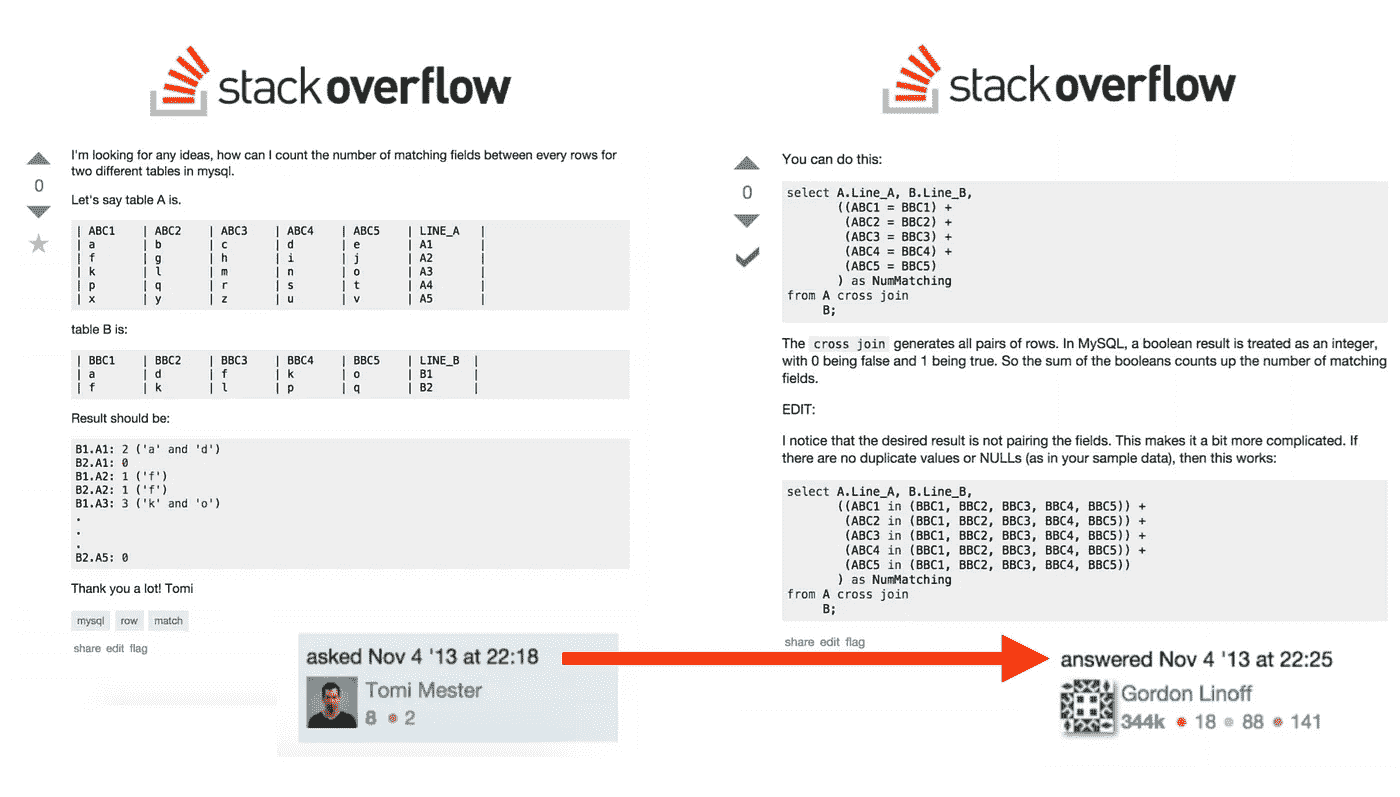 stackoverflow
I'm looking for any ideas, how can I count the number of matching fields between every rows for
two different tables in mysql.
0
Let's say table A is.
| ABC1 | ABC2 | ABC3 | ABC4 | ABC5 | LINE_A |
| a | b | c | d | e | A1 |
| f | g | h | i | j | A2 |
| k | l | m | n | o | A3 |
| p | q | r | s | t | A4 |
| x | y | z | u | v | A5 |
table B is:
| BBC1 | BBC2 | BBC3 | BBC4 | BBC5 | LINE_B |
| a | d | f | k | o | B1 |
| f | k | l | p | q | B2 |
Result should be:
B1.A1: 2 ('a' and 'd')
B2.A1: 0
B1.A2: 1 ('f')
B2.A2: 1 ('f')
B1.A3: 3 ('k' and 'o')
.
.
.
B2.A5: 0
Thank you a lot! Tomi
mysql row match
share edit flag
asked Nov 4 '13 at 22:18
Tomi Mester
8 2
stackoverflow
You can do this:
0
select A.Line_A, B.Line_B,
((ABC1 = BBC1) +
(ABC2 = BBC2) +
(ABC3 = BBC3) +
(ABC4 = BBC4) +
(ABC5 = BBC5)
) as NumMatching
from A cross join
B;
The cross join generates all pairs of rows. In MySQL, a boolean result is treated as an integer,
with 0 being false and 1 being true. So the sum of the booleans counts up the number of matching
fields.
EDIT:
I notice that the desired result is not pairing the fields. This makes it a bit more complicated. If
there are no duplicate values or NULLs (as in your sample data), then this works:
select A.Line_A, B.Line_B,
((ABC1 in (BBC1, BBC2, BBC3, BBC4, BBC5)) +
(ABC2 in (BBC1, BBC2, BBC3, BBC4, BBC5)) +
(ABC3 in (BBC1, BBC2, BBC3, BBC4, BBC5)) +
(ABC4 in (BBC1, BBC2, BBC3, BBC4, BBC5)) +
(ABC5 in (BBC1, BBC2, BBC3, BBC4, BBC5))
) as NumMatching
from A cross join
B;
share edit flag
answered Nov 4 '13 at 22:25
Gordon Linoff
344k 18 88 141